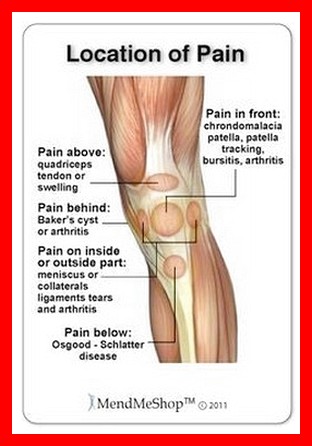 Location of Pain
Pain in front:
chrondomalacia
patella, patella
tracking,
bursitis, arthritis
Pain above:
quadriceps
tendon or
swelling
Pain behind:
Baker's cyst
or arthritis
Pain on inside
or outside part:
meniscus or
collaterals
ligaments tears
and arthritis
Pain below:
Osgood - Schlatter
disease
MendMeShop™ © 2011